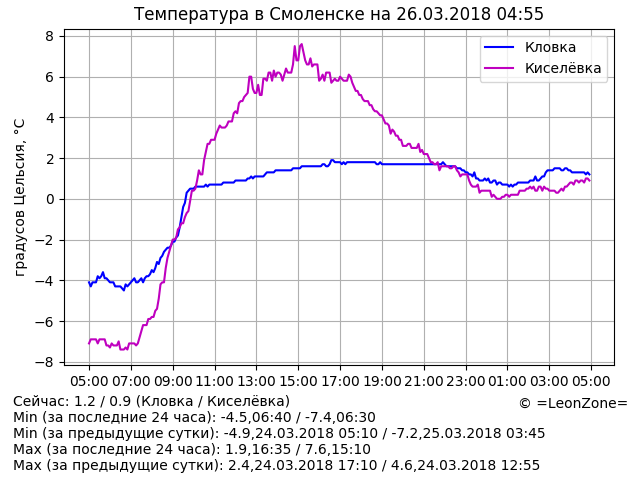 Температура в Смоленске на 26.03.2018 04:55
Кловка
Киселёвка
градусов Цельсия, °C
8
6
4
2
0
−2
−4
−6
−8
05:00 07:00 09:00 11:00 13:00 15:00 17:00 19:00 21:00 23:00 01:00 03:00 05:00
Сейчас: 1.2 / 0.9 (Кловка / Киселёвка)
© =LeonZone=
Min (за последние 24 часа): -4.5,06:40 / -7.4,06:30
Min (за предыдущие сутки): -4.9,24.03.2018 05:10 / -7.2,25.03.2018 03:45
Max (за последние 24 часа): 1.9,16:35 / 7.6,15:10
Max (за предыдущие сутки): 2.4,24.03.2018 17:10 / 4.6,24.03.2018 12:55